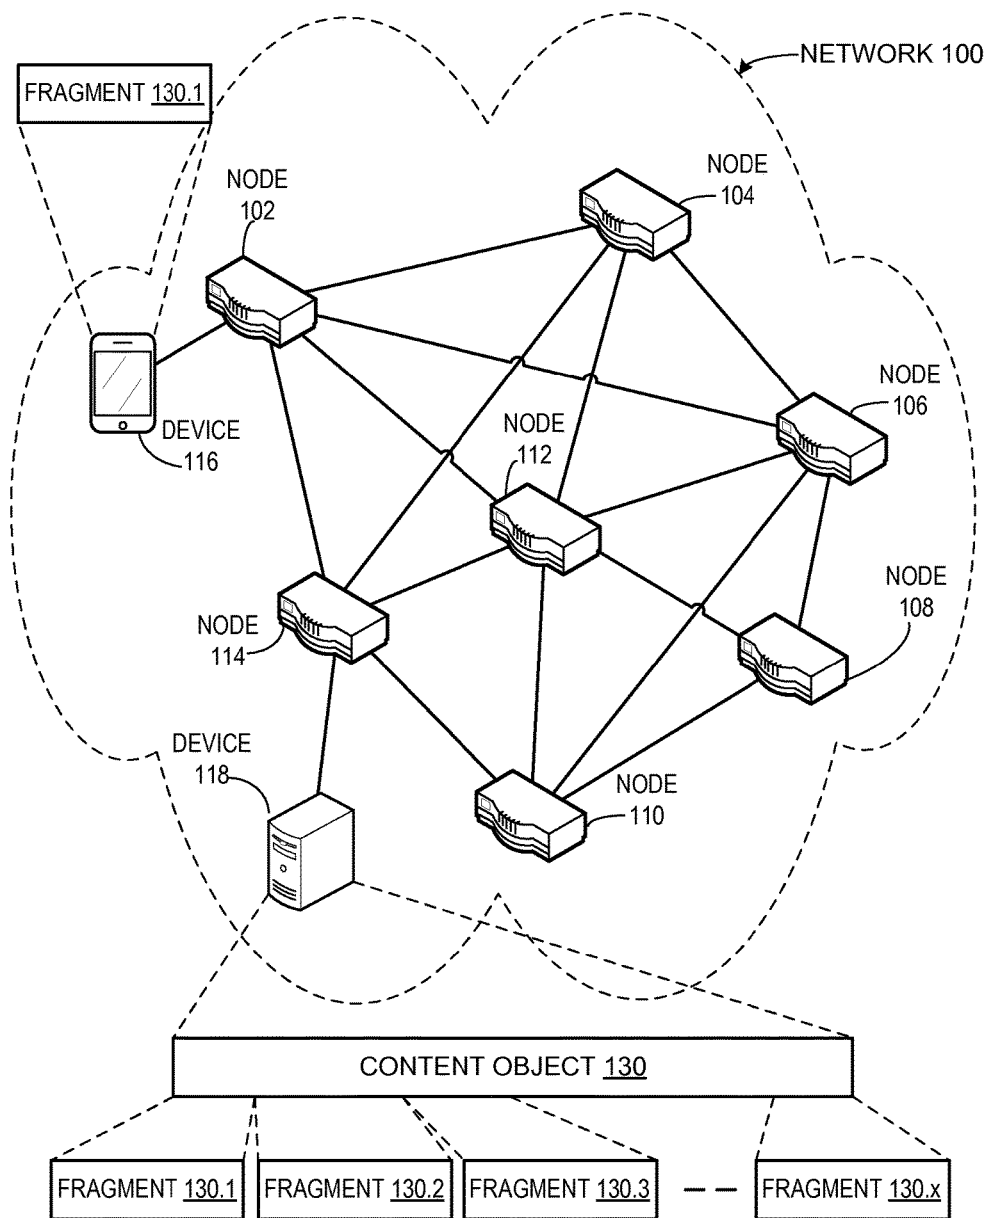 NETWORK 100
FRAGMENT 130.1
NODE
102
NODE
104
NODE
106
DEVICE
116
NODE
112
NODE
108
NODE
114
DEVICE
118
NODE
110
CONTENT OBJECT 130
FRAGMENT 130.1
FRAGMENT 130.2
FRAGMENT 130.3
FRAGMENT 130.x